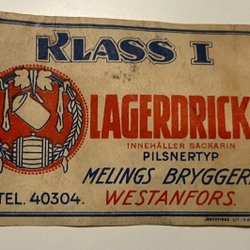 KLASS I
LAGERDRICK
INNEHÅLLER SACKARIN
PILSNERTYP
MELINGS BRYGGER
TEL. 40304. WESTANFORS.